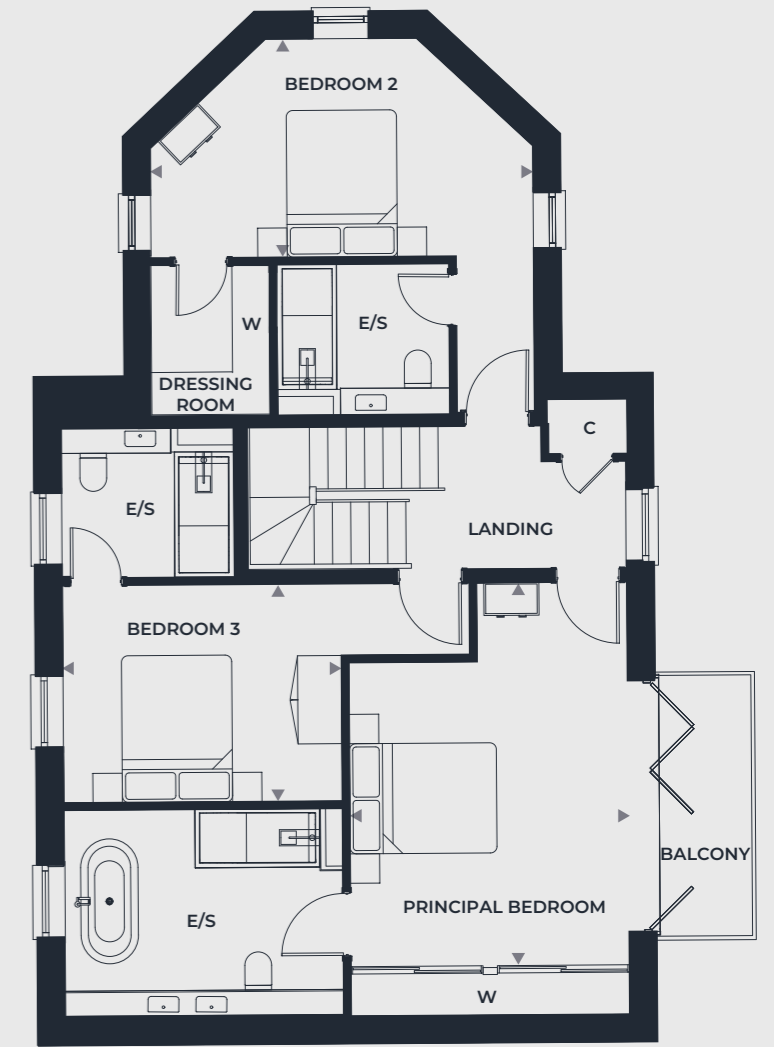 BEDROOM 2
W
E/S
DRESSING
ROOM
C
E/S
LANDING
BEDROOM 3
BALCONY
PRINCIPAL BEDROOM
E/S
W